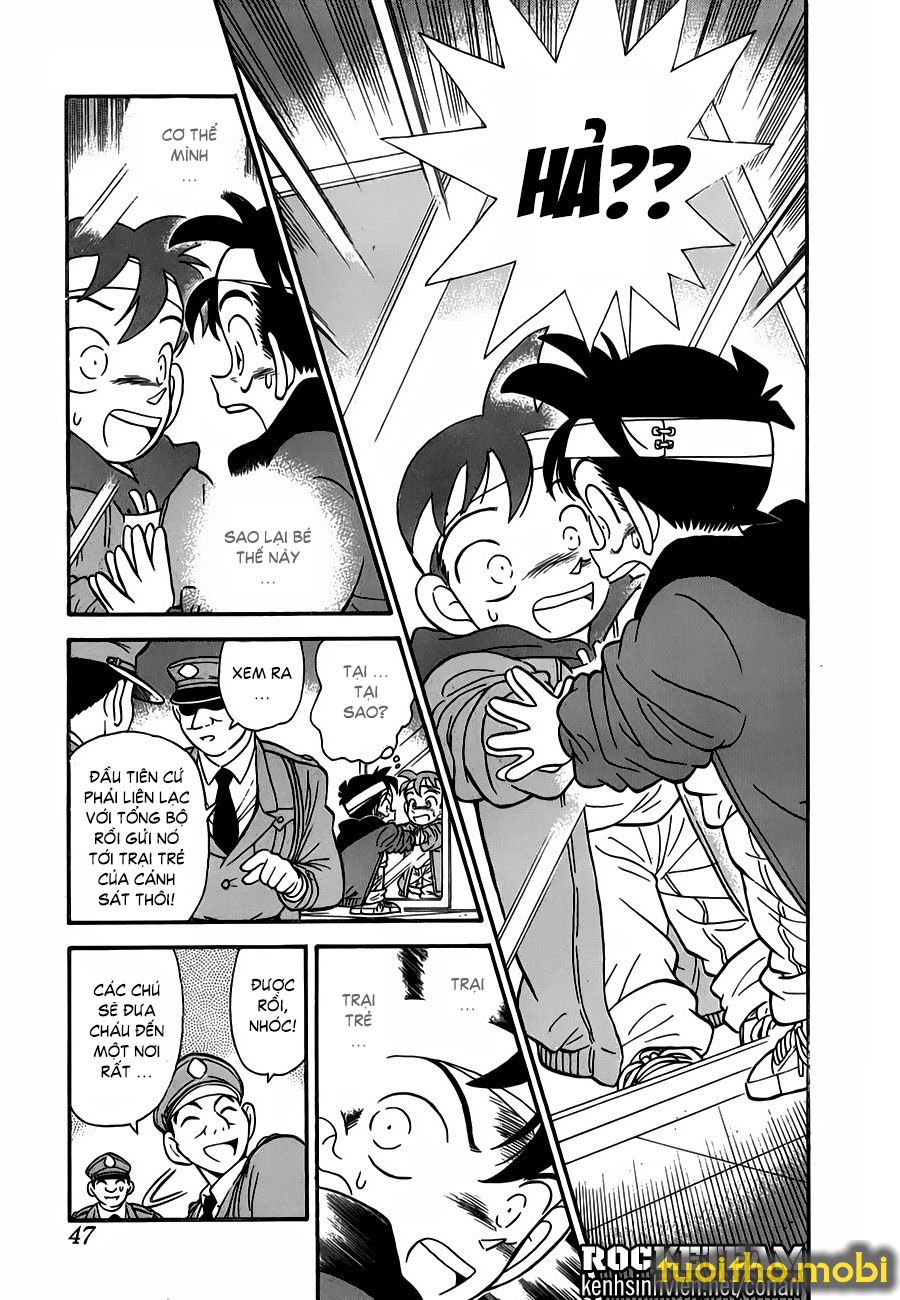 HẢ??
CƠ THỂ
MÌNH
...
SAO LẠI BÉ
THẾ NÀY
...
TẠI ...
TẠI
SAO?
XEM RA
...
ĐẦU TIÊN CỨ
PHẢI LIÊN LẠC
VỚI TỔNG BỘ
RỒI GỬI NÓ
TỚI TRẠI TRẺ
CỦA CẢNH
SÁT THÔI!
TRẠI
TRẠI
TRẺ
...
ĐƯỢC
RỒI,
NHÓC!
CÁC CHÚ
SẼ ĐƯA
CHÁU ĐẾN
MỘT NƠI
RẤT ...
47
tuoitho.mobi